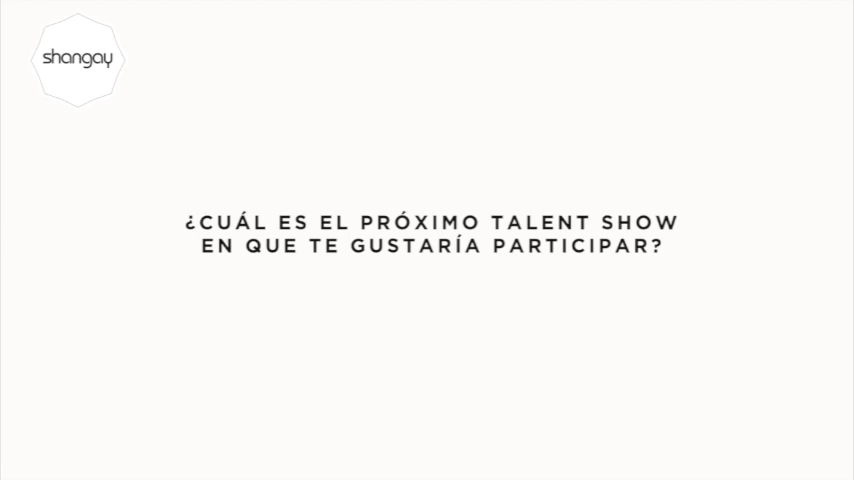 shangay
¿CUÁL ES EL PRÓXIMO TALENT SHOW
EN QUE TE GUSTARÍA PARTICIPAR?